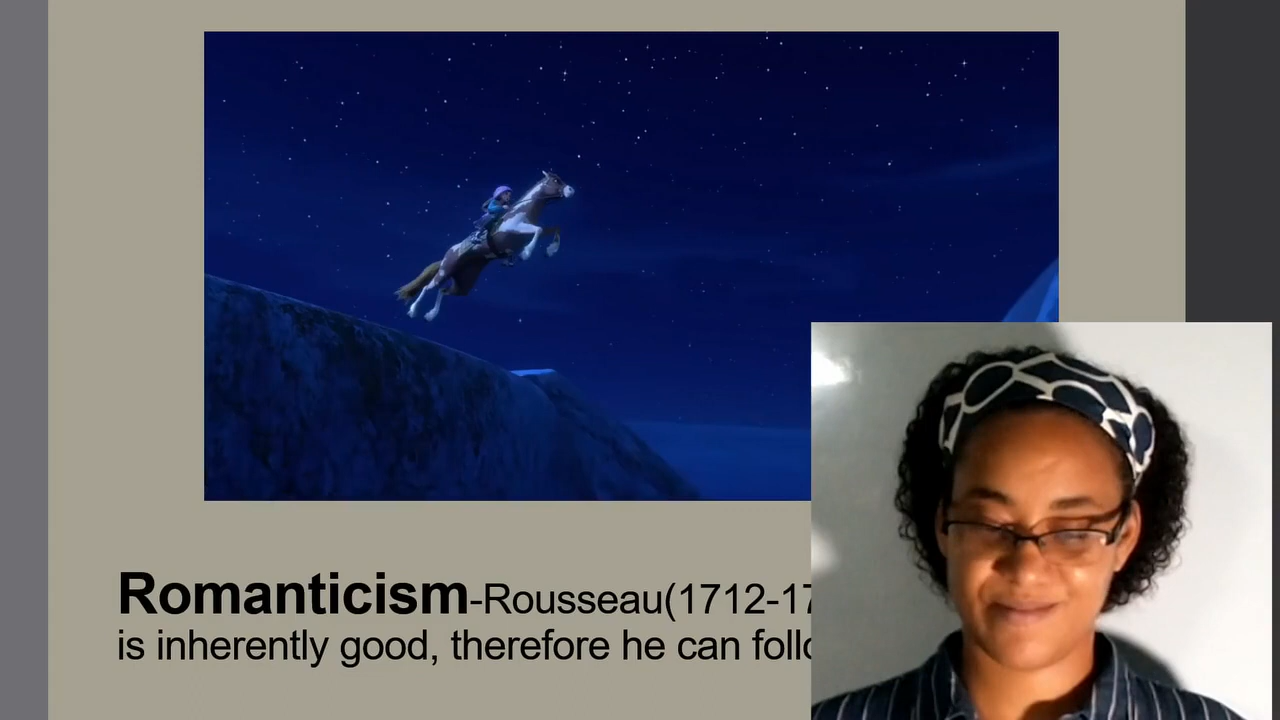 Romanticism-Rousseau(1712-17
is inherently good, therefore he can follo